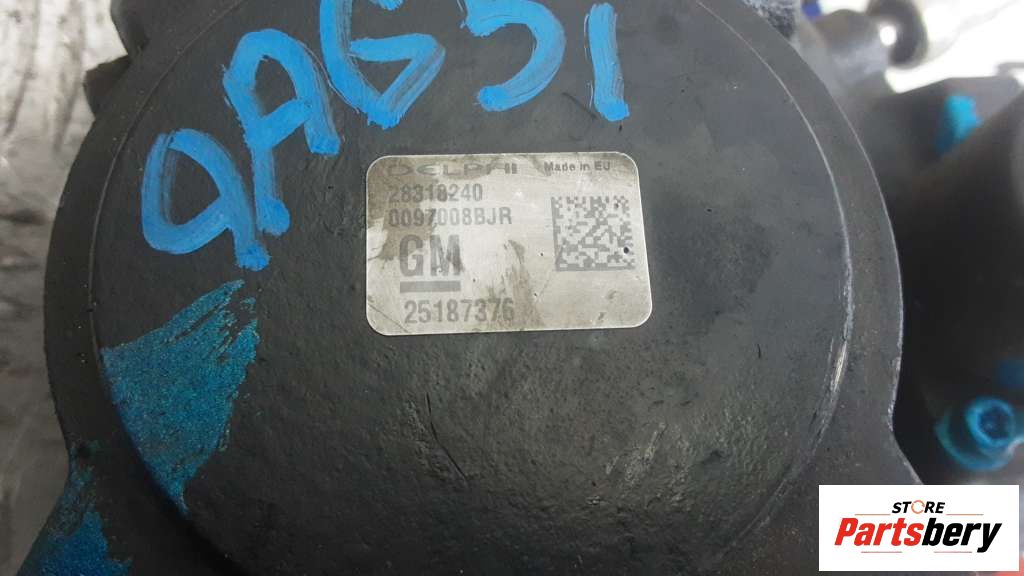 9AG51
DELPHI Made in EU
28318240
0097008BJR
GM
25187376
STORE
Partsbery